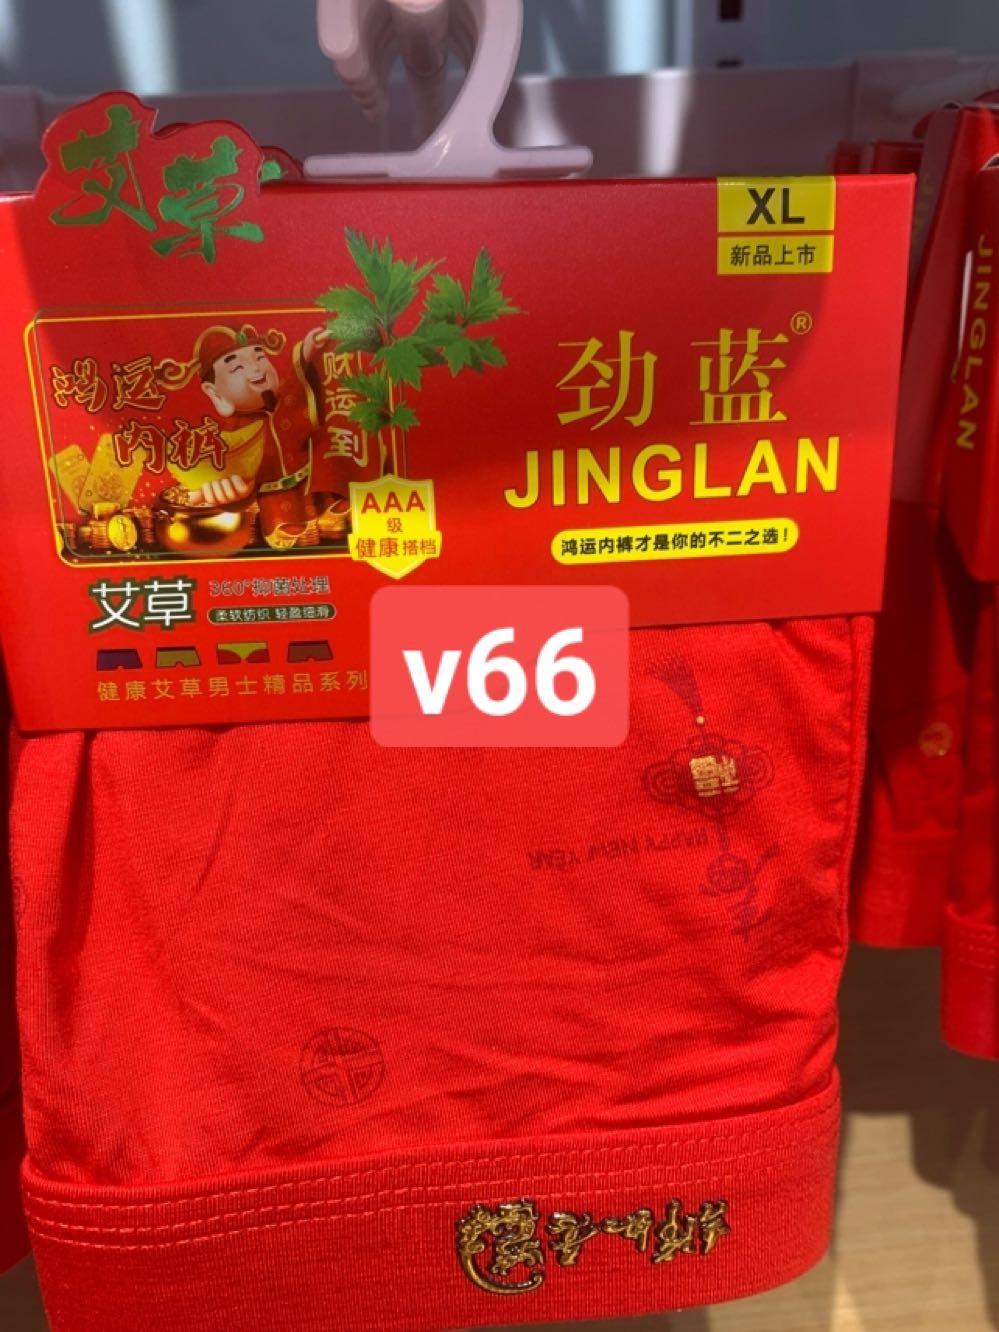 艾草
XL
新品上市
鸿运
内裤
财运到
劲蓝®
JINGLAN
AAA
级
健康搭档
鸿运内裤才是你的不二之选！
艾草
360°抑菌处理
柔软纺织 轻盈细滑
健康艾草男士精品系列
v66
HAPPY NEW YEAR
JINGLAN